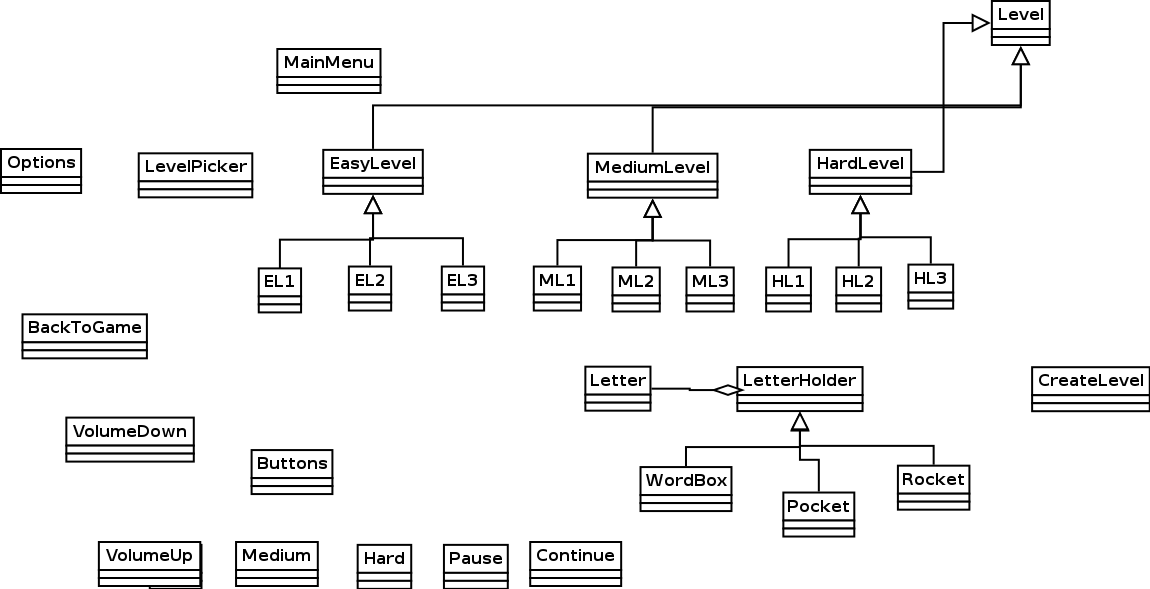 Level
MainMenu
Options
LevelPicker
EasyLevel
MediumLevel
HardLevel
EL1
EL2
EL3
ML1
ML2
ML3
HL1
HL2
HL3
BackToGame
Letter
LetterHolder
CreateLevel
VolumeDown
Buttons
WordBox
Pocket
Rocket
VolumeUp
Medium
Hard
Pause
Continue